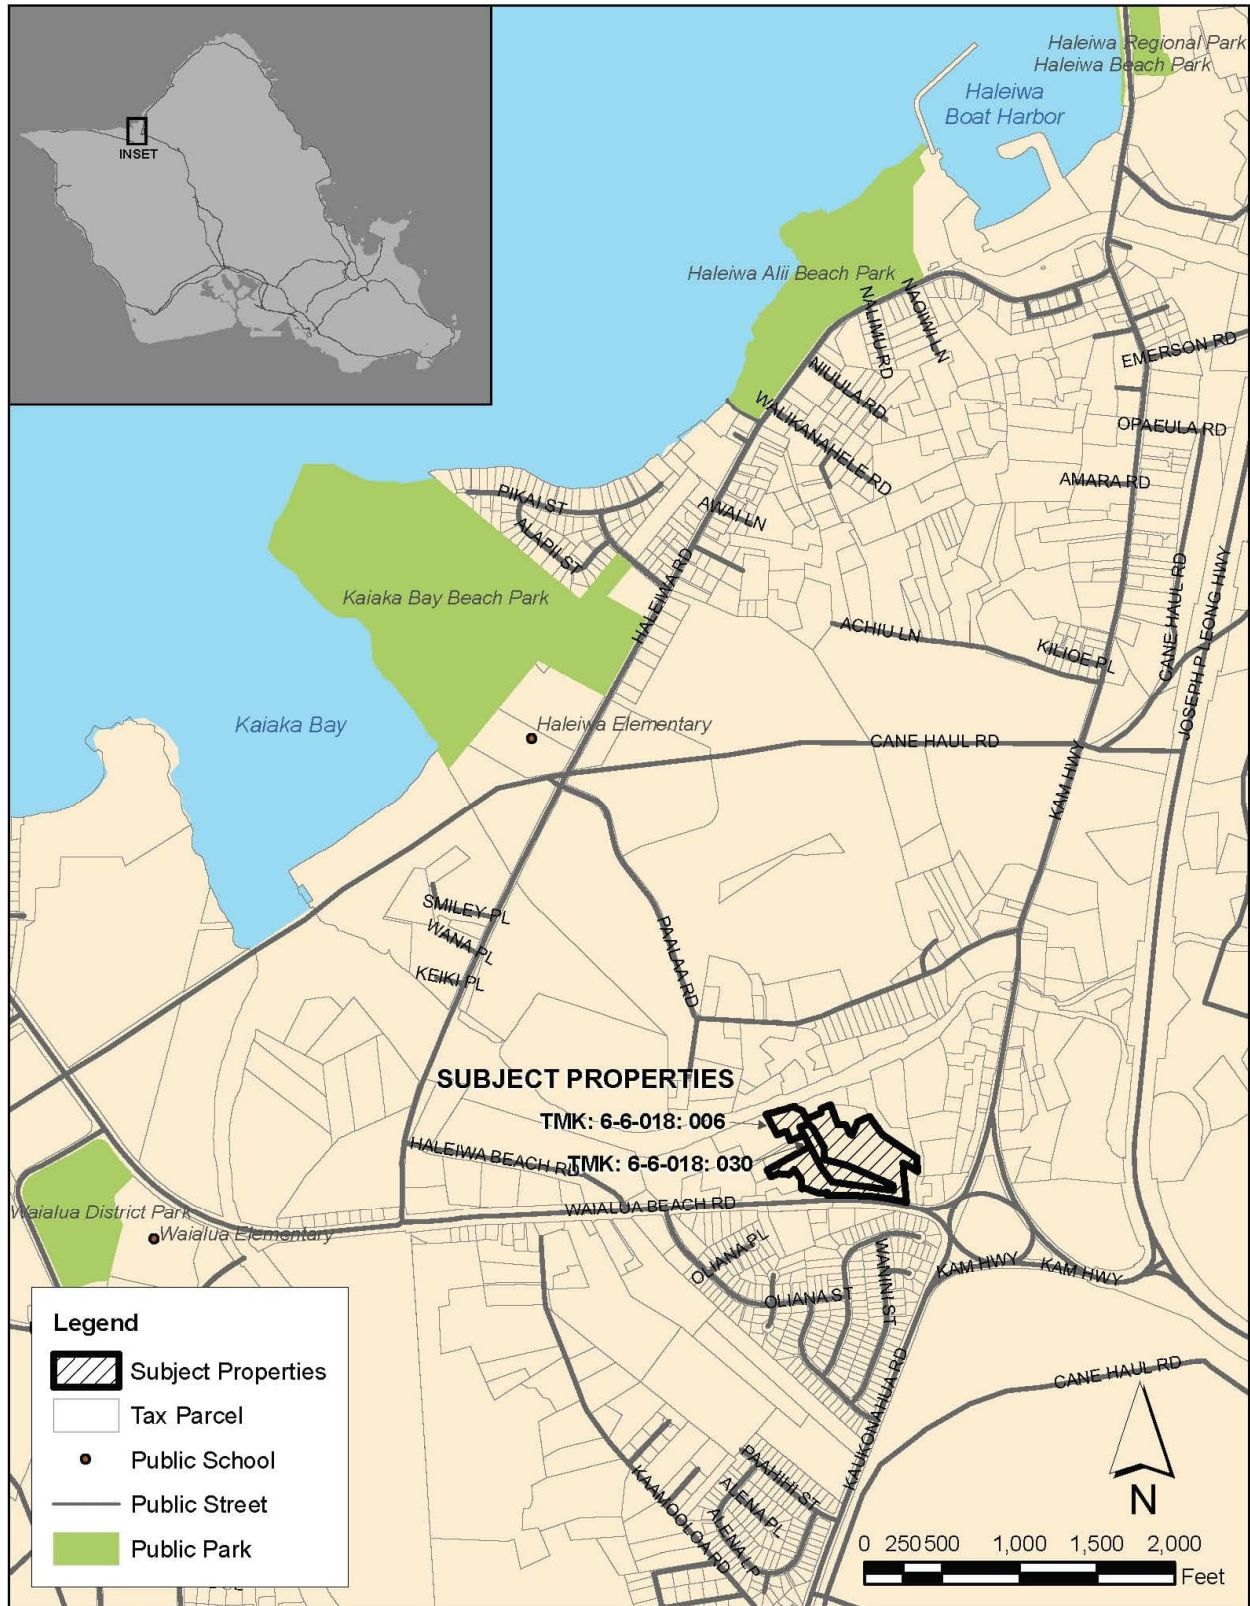 INSET
Haleiwa Regional Park
Haleiwa Beach Park
Haleiwa
Boat Harbor
Haleiwa Alii Beach Park
NALIMU RD
NAOIWI LN
EMERSON RD
NIUULA RD
WALIKANAHELE RD
OPAEULA RD
AMARA RD
PIKAI ST
ALAPII ST
AWAI LN
HALEIWA RD
CANE HAUL RD
JOSEPH P LEONG HWY
Kaiaka Bay Beach Park
ACHIU LN
KILIOE PL
Kaiaka Bay
Haleiwa Elementary
CANE HAUL RD
KAM HWY
SMILEY PL
WANA PL
KEIKI PL
PAALAA RD
SUBJECT PROPERTIES
TMK: 6-6-018: 006
TMK: 6-6-018: 030
HALEIWA BEACH RD
WAIALUA BEACH RD
Waialua District Park
Waialua Elementary
OLIANA PL
OLIANA ST
WANINI ST
KAM HWY
KAM HWY
CANE HAUL RD
KAUKONAHUA RD
PAAHIHI ST
ALENA PL
ALENA LP
KAAMOOLOA RD
Legend
Subject Properties
Tax Parcel
Public School
Public Street
Public Park
N
0 250 500 1,000 1,500 2,000
Feet